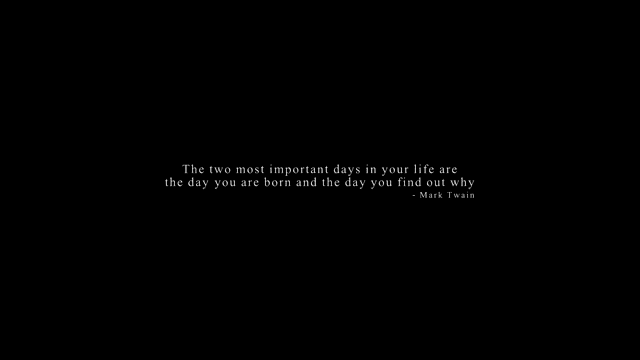 The two most important days in your life are
the day you are born and the day you find out why
- Mark Twain